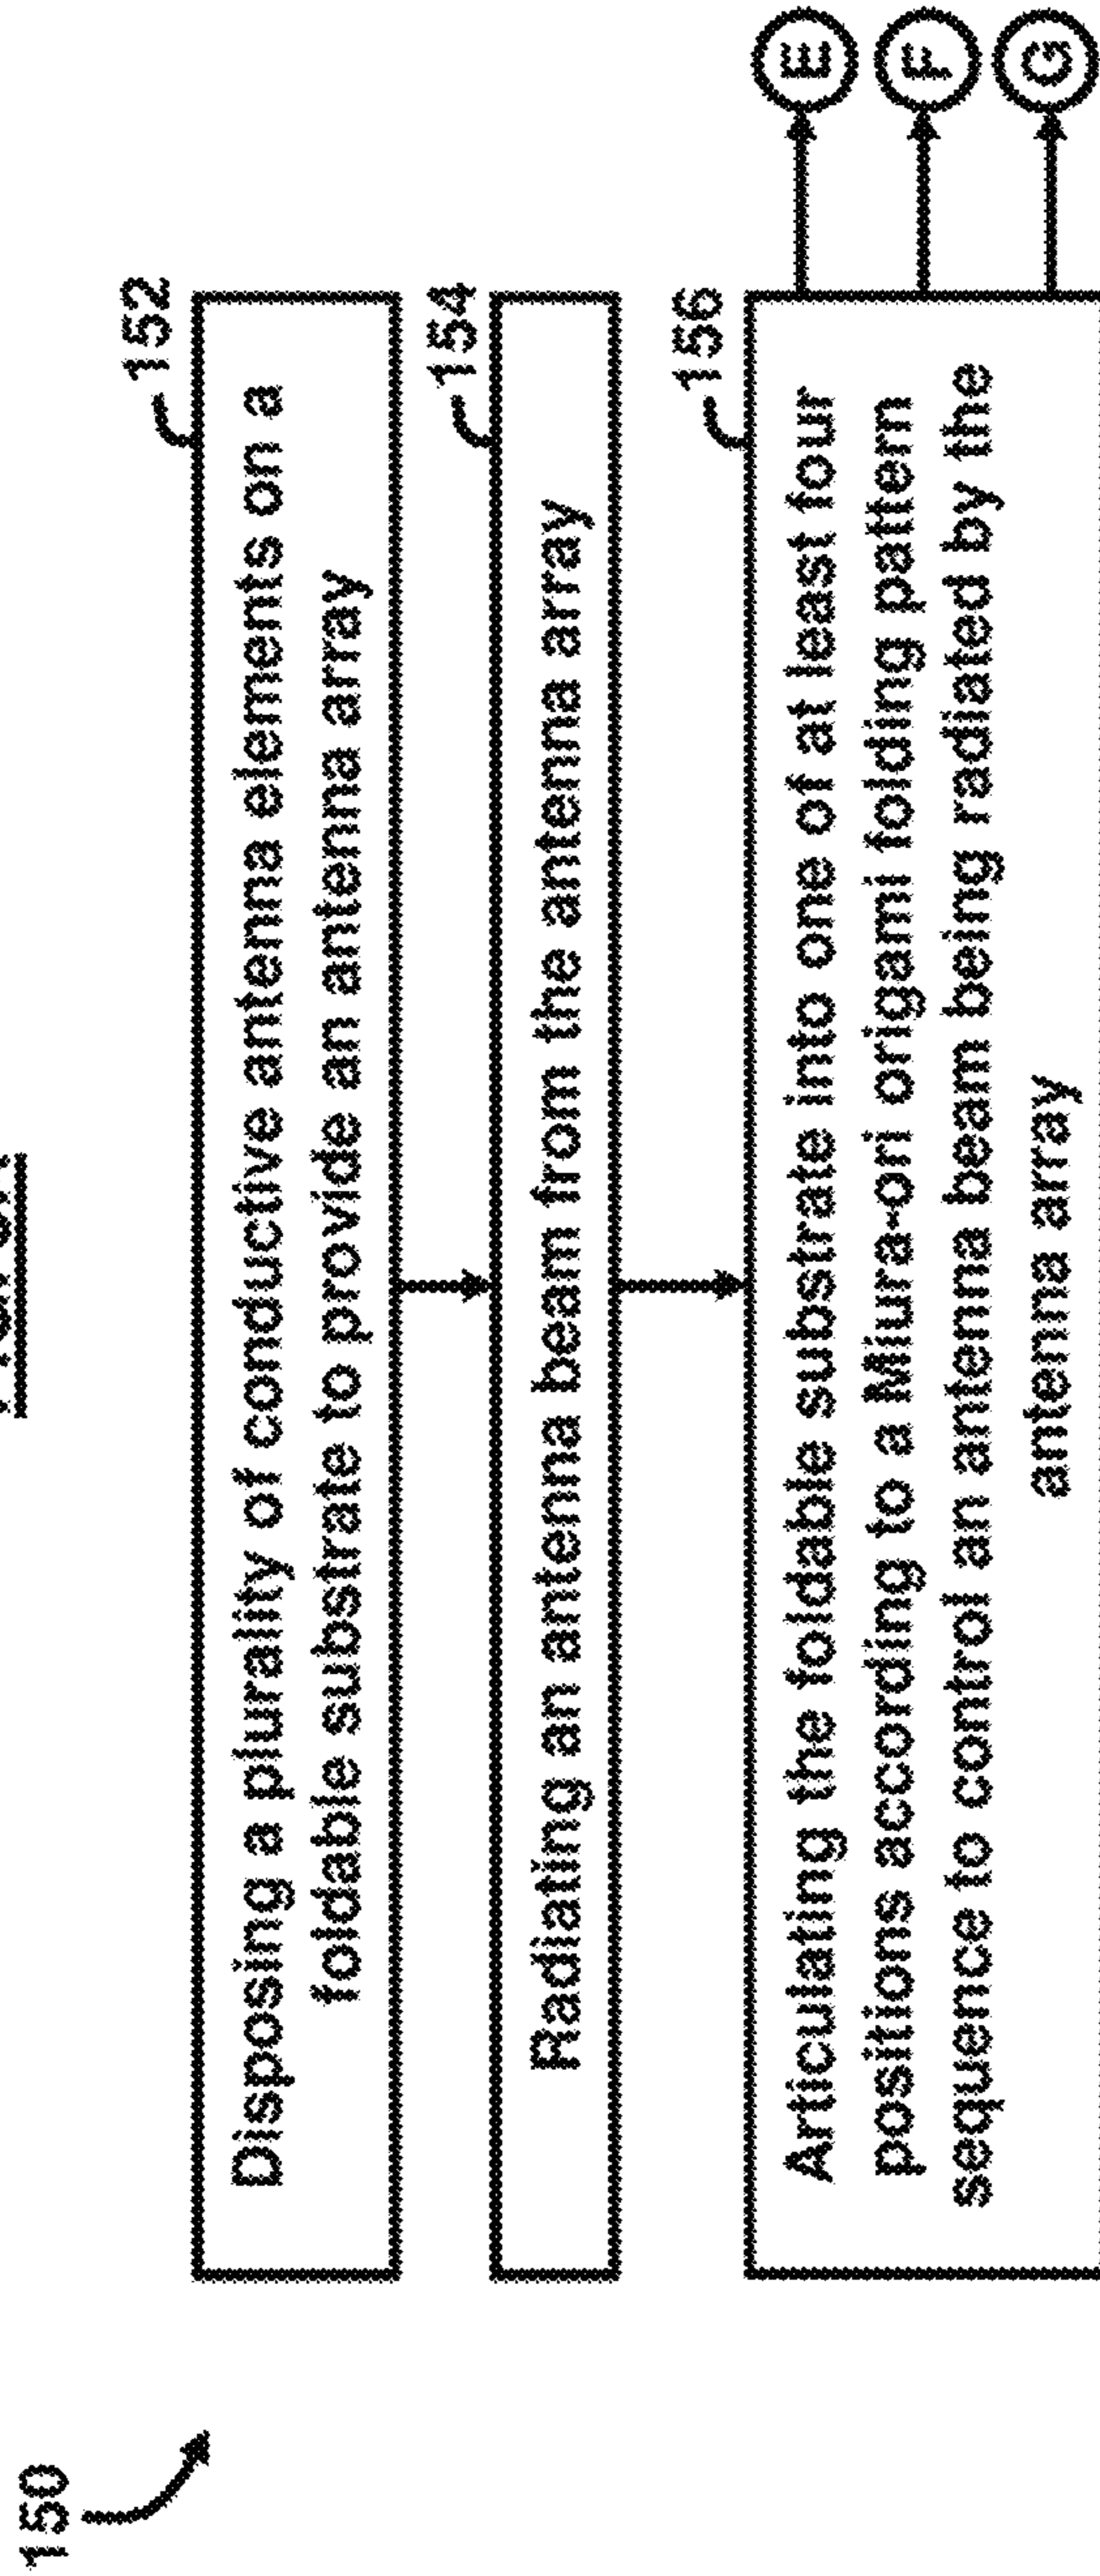 150
152
Disposing a plurality of conductive antenna elements on a
foldable substrate to provide an antenna array
154
Radiating an antenna beam from the antenna array
156
Articulating the foldable substrate into one of at least four
positions according to a Miura-ori origami folding pattern
sequence to control an antenna beam being radiated by the
antenna array
E
F
G